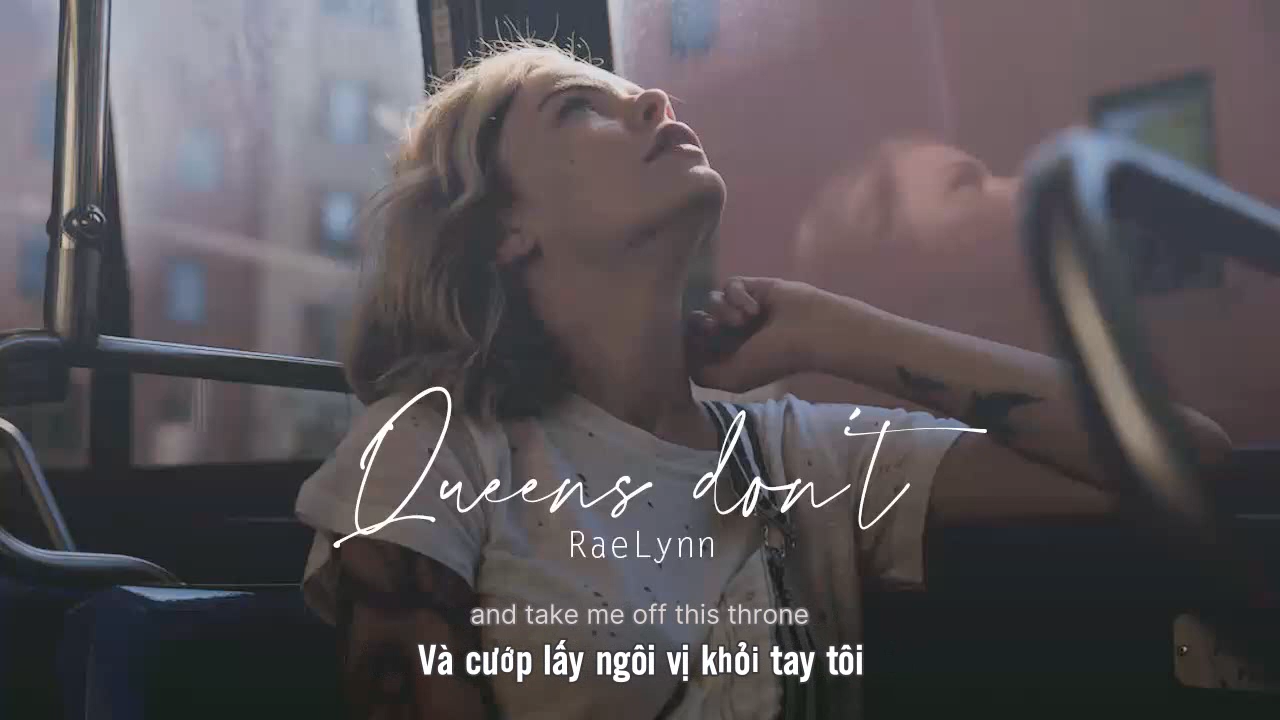 Queens don't
RaeLynn
and take me off this throne
Và cướp lấy ngôi vị khỏi tay tôi